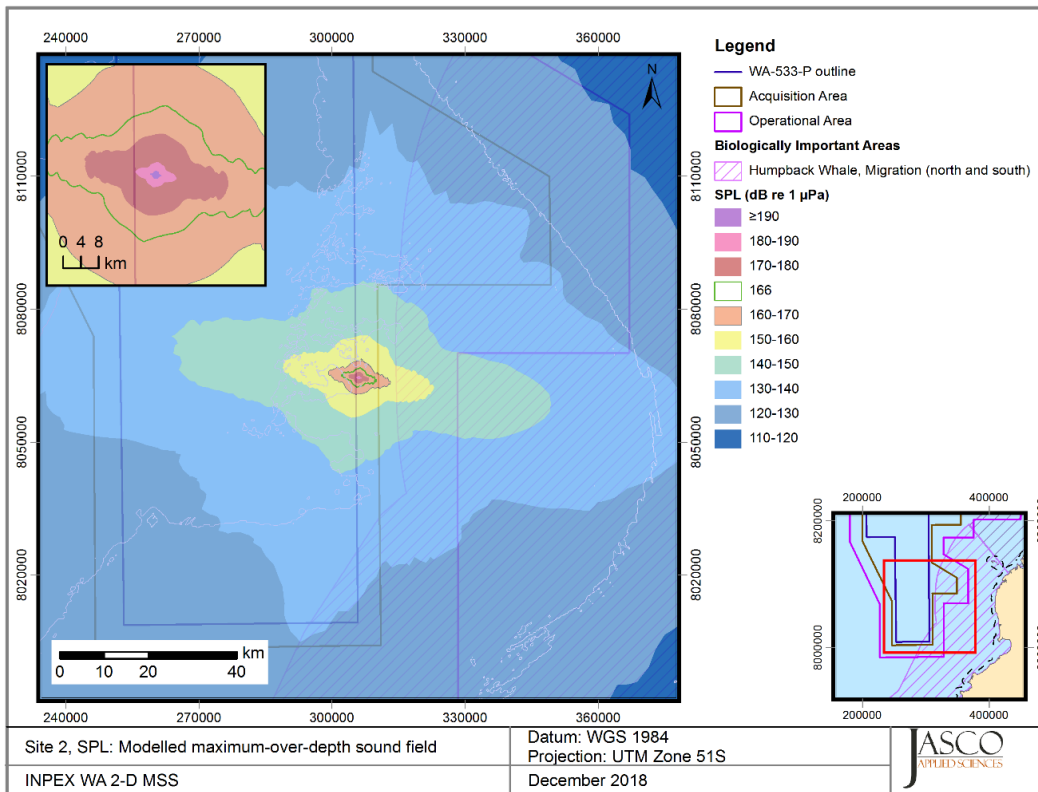 240000 270000 300000 330000 360000
N
8110000
8080000
8050000
8020000
0 4 8
km
8110000
8080000
8050000
8020000
km
0 10 20 40
240000 270000 300000 330000 360000
Legend
WA-533-P outline
Acquisition Area
Operational Area
Biologically Important Areas
Humpback Whale, Migration (north and south)
SPL (dB re 1 µPa)
≥190
180-190
170-180
166
160-170
150-160
140-150
130-140
120-130
110-120
200000 400000
8200000
8000000
200000 400000
Site 2, SPL: Modelled maximum-over-depth sound field
INPEX WA 2-D MSS
Datum: WGS 1984
Projection: UTM Zone 51S
December 2018
JASCO
APPLIED SCIENCES